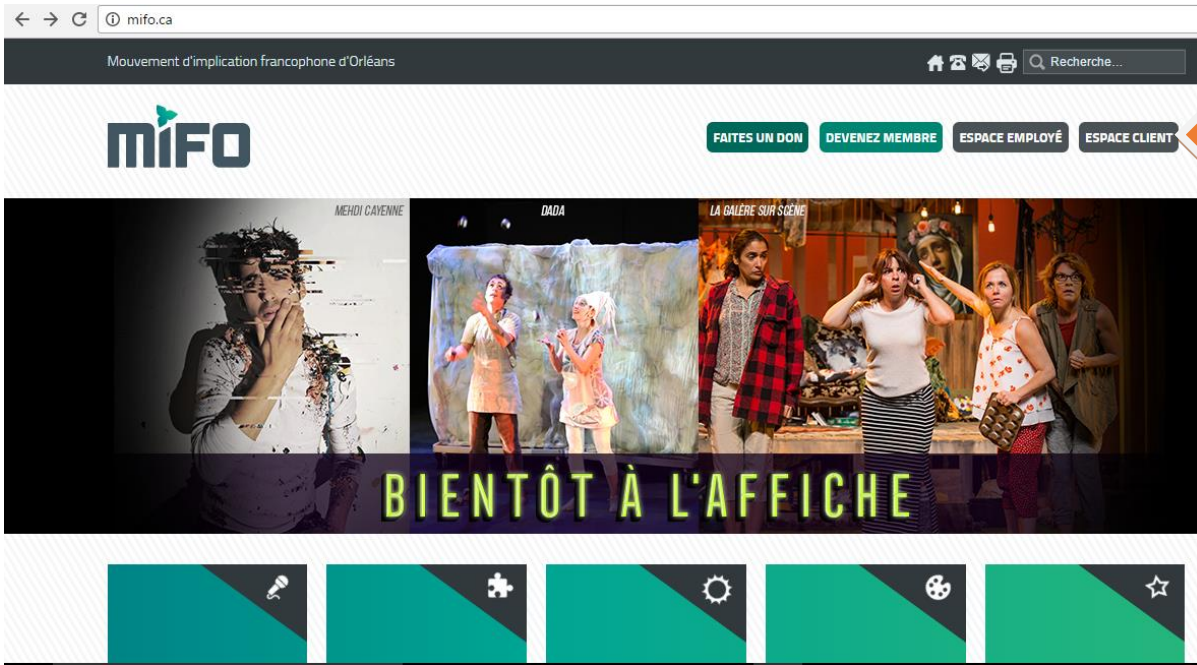 mifo.ca
Mouvement d'implication francophone d'Orléans
Recherche...
mifo
FAITES UN DON
DEVENEZ MEMBRE
ESPACE EMPLOYÉ
ESPACE CLIENT
MEHDI CAYENNE
DADA
LA GALÈRE SUR SCÈNE
BIENTÔT À L'AFFICHE